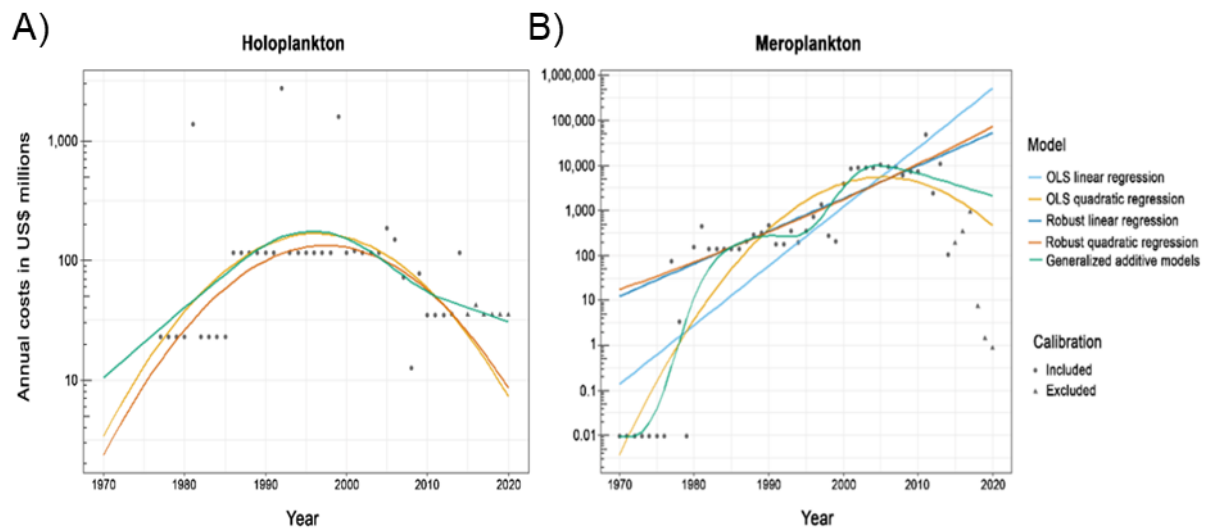 A)
Holoplankton
Annual costs in US$ millions
1,000
100
10
1970 1980 1990 2000 2010 2020
Year
B)
Meroplankton
1,000,000
100,000
10,000
1,000
100
10
1
0.1
0.01
1970 1980 1990 2000 2010 2020
Year
Model
OLS linear regression
OLS quadratic regression
Robust linear regression
Robust quadratic regression
Generalized additive models
Calibration
Included
Excluded